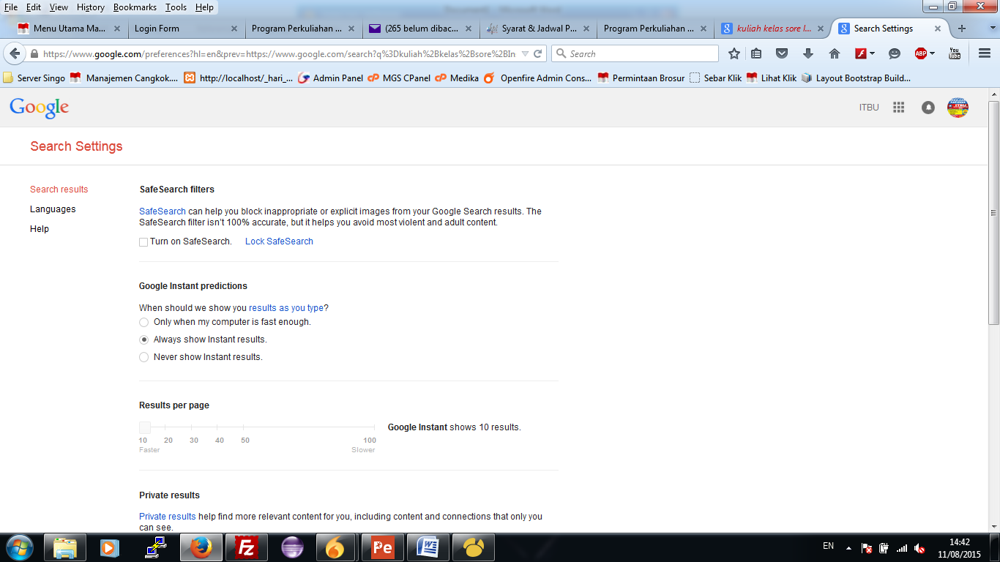 File Edit View History Bookmarks Tools Help
Menu Utama Ma... Login Form Program Perkuliahan ... (265 belum dibac... Syarat & Jadwal P... Program Perkuliahan ... kuliah kelas sore I... Search Settings
https://www.google.com/preferences?hl=en&prev=https://www.google.com/search?q%3Dkuliah%2Bkelas%2Bsore%2BIn Search
ABP You Tube
Server Singo Manajemen Cangkok.... http://localhost/_hari_... Admin Panel MGS CPanel Medika Openfire Admin Cons... Permintaan Brosur Sebar Klik Lihat Klik Layout Bootstrap Build...
Google ITBU
Search Settings
Search results
Languages
Help
SafeSearch filters
SafeSearch can help you block inappropriate or explicit images from your Google Search results. The
SafeSearch filter isn't 100% accurate, but it helps you avoid most violent and adult content.
Turn on SafeSearch. Lock SafeSearch
Google Instant predictions
When should we show you results as you type?
Only when my computer is fast enough.
Always show Instant results.
Never show Instant results.
Results per page
Google Instant shows 10 results.
10 20 30 40 50 100
Faster Slower
Private results
Private results help find more relevant content for you, including content and connections that only you
can see.
EN 14:42
11/08/2015